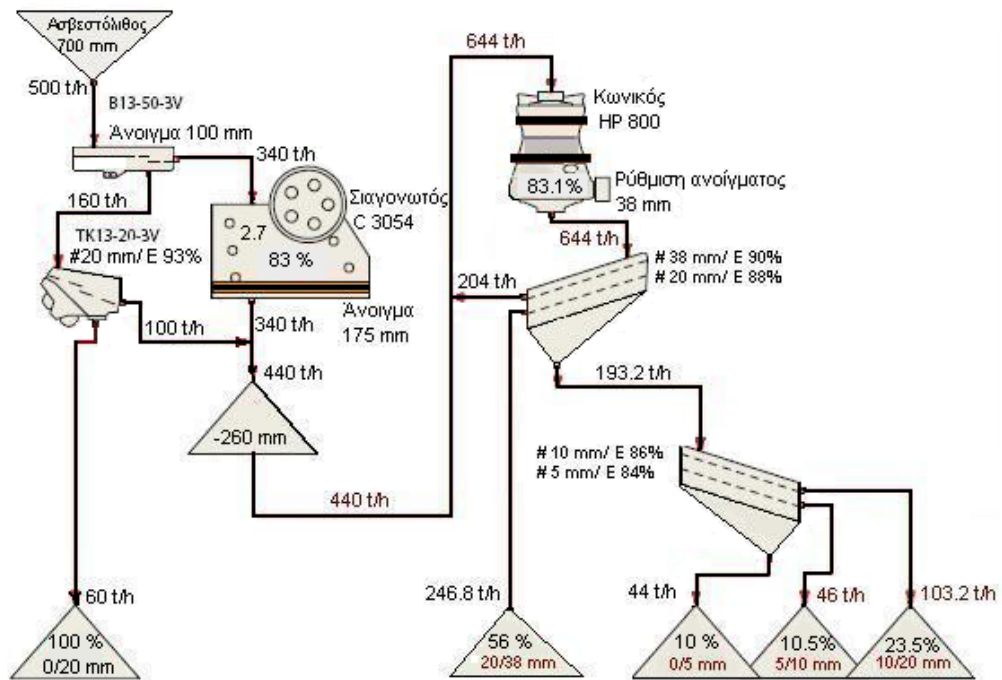 Ασβεστόλιθος
700 mm
500 t/h
B13-50-3V
Άνοιγμα 100 mm
340 t/h
160 t/h
TK13-20-3V
#20 mm/ E 93%
Σιαγονωτός
C 3054
2.7
83 %
Άνοιγμα
175 mm
100 t/h
340 t/h
440 t/h
-260 mm
440 t/h
60 t/h
100 %
0/20 mm
644 t/h
Κωνικός
HP 800
83.1%
Ρύθμιση ανοίγματος
38 mm
644 t/h
# 38 mm/ E 90%
# 20 mm/ E 88%
204 t/h
193.2 t/h
# 10 mm/ E 86%
# 5 mm/ E 84%
246.8 t/h
56 %
20/38 mm
44 t/h
10 %
0/5 mm
46 t/h
10.5%
5/10 mm
103.2 t/h
23.5%
10/20 mm